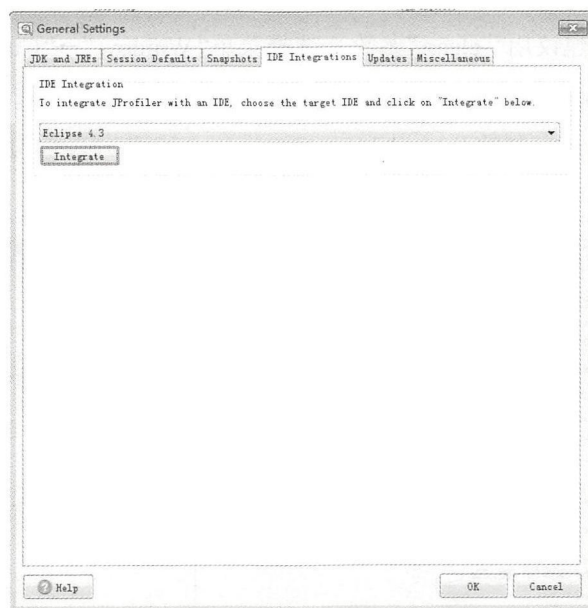 General Settings
JDK and JREs Session Defaults Snapshots IDE Integrations Updates Miscellaneous
IDE Integration
To integrate JProfiler with an IDE, choose the target IDE and click on "Integrate" below.
Eclipse 4.3
Integrate
Help OK Cancel